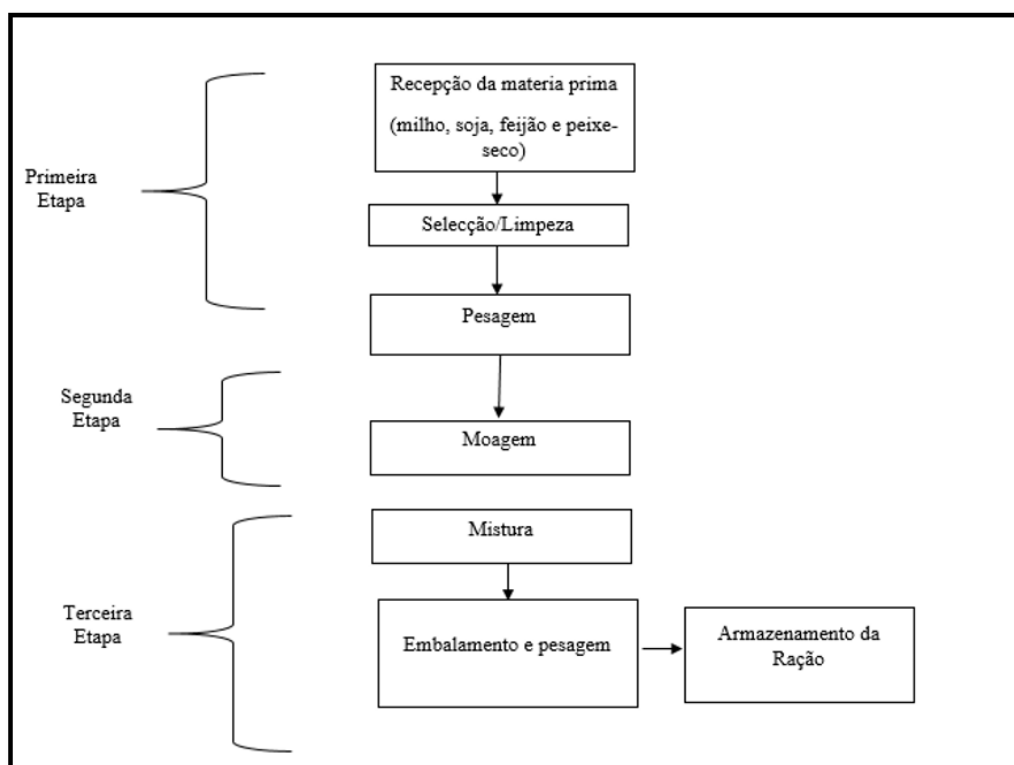 Recepção da materia prima
(milho, soja, feijão e peixe-
seco)
Primeira
Etapa
Selecção/Limpeza
Pesagem
Segunda
Etapa
Moagem
Mistura
Terceira
Etapa
Embalamento e pesagem
Armazenamento da
Ração